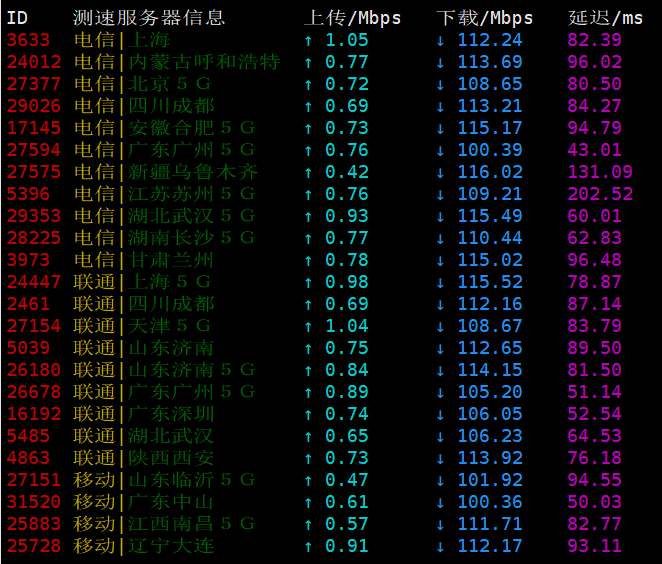 ID 测速服务器信息 上传/Mbps 下载/Mbps 延迟/ms
3633 电信|上海 ↑ 1.05 ↓ 112.24 82.39
24012 电信|内蒙古呼和浩特 ↑ 0.77 ↓ 113.69 96.02
27377 电信|北京５Ｇ ↑ 0.72 ↓ 108.65 80.50
29026 电信|四川成都 ↑ 0.69 ↓ 113.21 84.27
17145 电信|安徽合肥５Ｇ ↑ 0.73 ↓ 115.17 94.79
27594 电信|广东广州５Ｇ ↑ 0.76 ↓ 100.39 43.01
27575 电信|新疆乌鲁木齐 ↑ 0.42 ↓ 116.02 131.09
5396 电信|江苏苏州５Ｇ ↑ 0.76 ↓ 109.21 202.52
29353 电信|湖北武汉５Ｇ ↑ 0.93 ↓ 115.49 60.01
28225 电信|湖南长沙５Ｇ ↑ 0.77 ↓ 110.44 62.83
3973 电信|甘肃兰州 ↑ 0.78 ↓ 115.02 96.48
24447 联通|上海５Ｇ ↑ 0.98 ↓ 115.52 78.87
2461 联通|四川成都 ↑ 0.69 ↓ 112.16 87.14
27154 联通|天津５Ｇ ↑ 1.04 ↓ 108.67 83.79
5039 联通|山东济南 ↑ 0.75 ↓ 112.65 89.50
26180 联通|山东济南５Ｇ ↑ 0.84 ↓ 114.15 81.50
26678 联通|广东广州５Ｇ ↑ 0.89 ↓ 105.20 51.14
16192 联通|广东深圳 ↑ 0.74 ↓ 106.05 52.54
5485 联通|湖北武汉 ↑ 0.65 ↓ 106.23 64.53
4863 联通|陕西西安 ↑ 0.73 ↓ 113.92 76.18
27151 移动|山东临沂５Ｇ ↑ 0.47 ↓ 101.92 94.55
31520 移动|广东中山 ↑ 0.61 ↓ 100.36 50.03
25883 移动|江西南昌５Ｇ ↑ 0.57 ↓ 111.71 82.77
25728 移动|辽宁大连 ↑ 0.91 ↓ 112.17 93.11